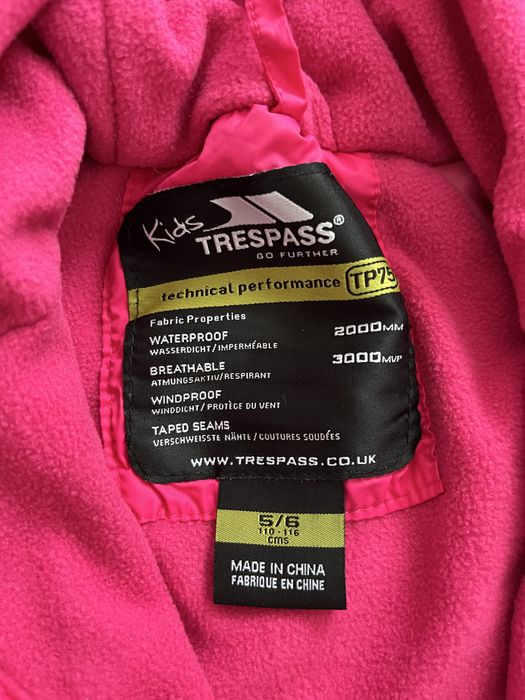 Kids
TRESPASS®
GO FURTHER
technical performance TP75
Fabric Properties
WATERPROOF 2000MM
WASSERDICHT/IMPERMÉABLE
BREATHABLE 3000MVP
ATMUNGSAKTIV/RESPIRANT
WINDPROOF
WINDDICHT/PROTÈGE DU VENT
TAPED SEAMS
VERSCHWEISSTE NÄHTE/COUTURES SOUDÉES
WWW.TRESPASS.CO.UK
5/6
110-116
CMS
MADE IN CHINA
FABRIQUE EN CHINE